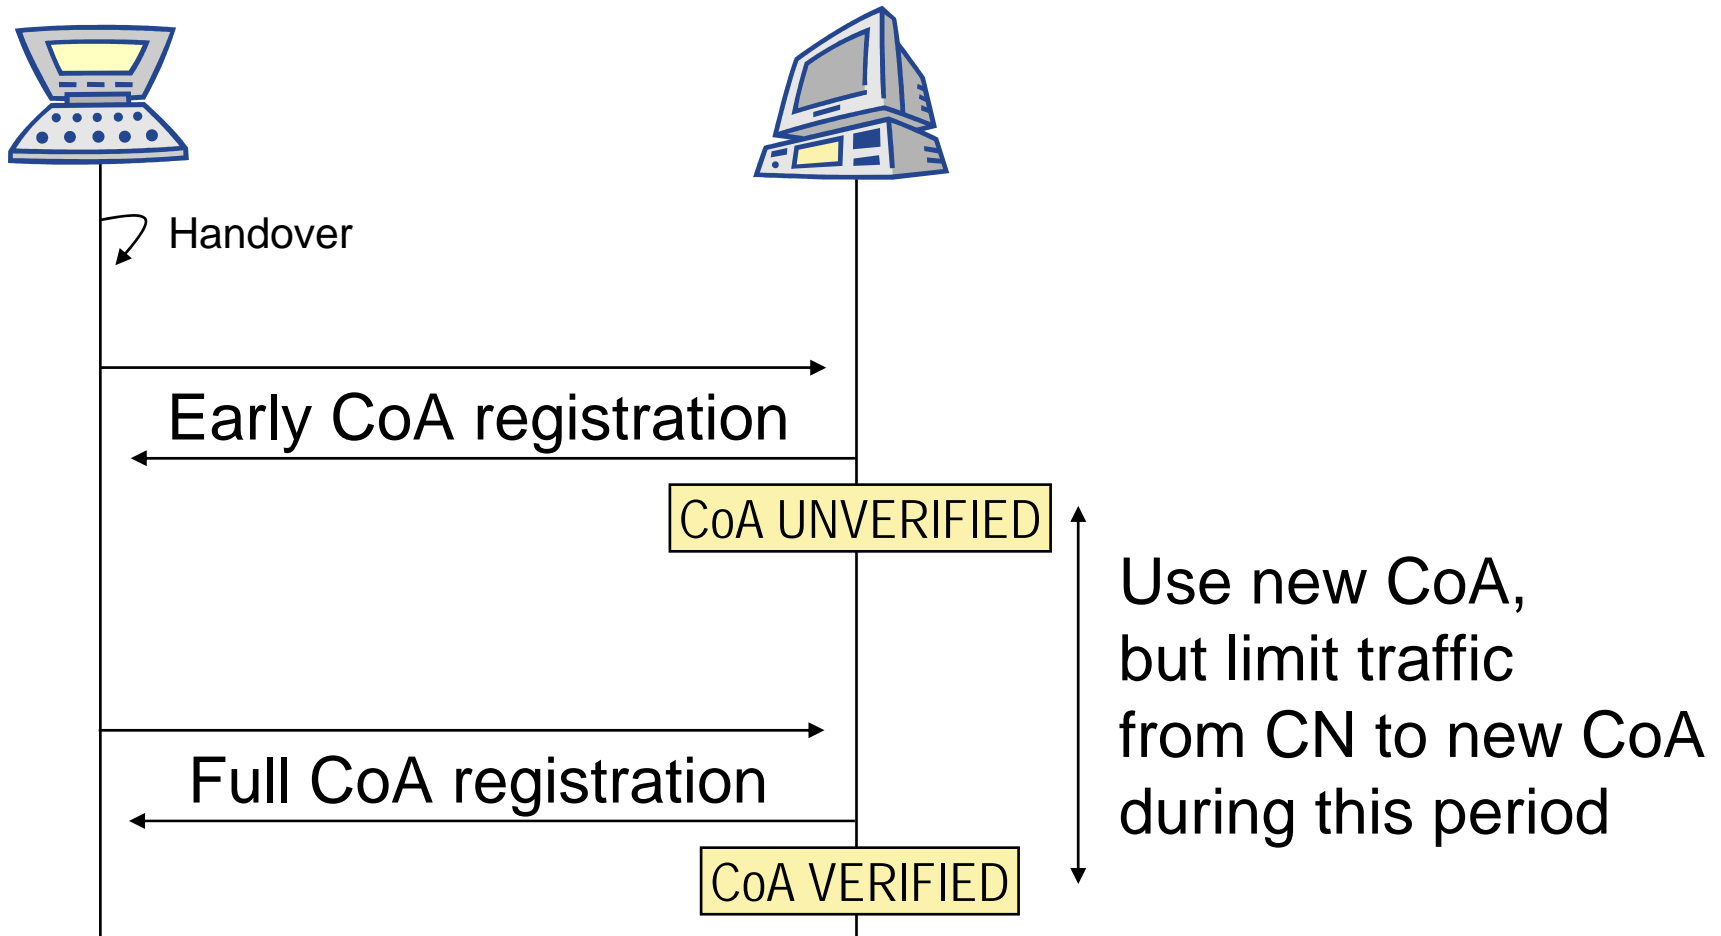 Handover
Early CoA registration
CoA UNVERIFIED
Use new CoA,
but limit traffic
from CN to new CoA
during this period
Full CoA registration
CoA VERIFIED